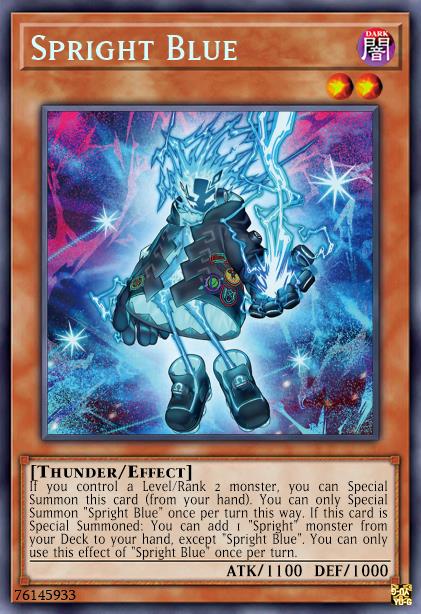 SPRIGHT BLUE
DARK
闇
[THUNDER/EFFECT]
If you control a Level/Rank 2 monster, you can Special
Summon this card (from your hand). You can only Special
Summon "Spright Blue" once per turn this way. If this card is
Special Summoned: You can add 1 "Spright" monster from
your Deck to your hand, except "Spright Blue". You can only
use this effect of "Spright Blue" once per turn.
ATK/1100 DEF/1000
76145933